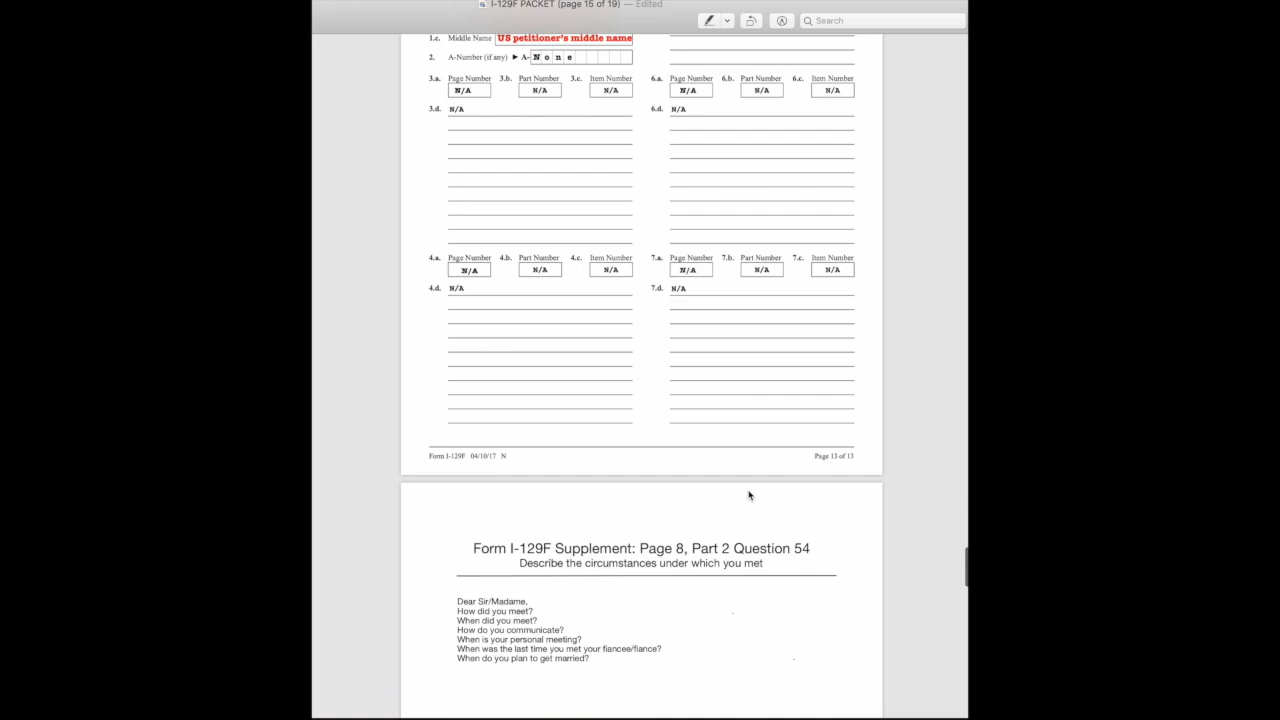 I-129F PACKET (page 15 of 19) — Edited
Search
1.c. Middle Name US petitioner's middle name
2. A-Number (if any) ► A- None
3.a. Page Number 3.b. Part Number 3.c. Item Number
N/A N/A N/A
3.d. N/A
4.a. Page Number 4.b. Part Number 4.c. Item Number
N/A N/A N/A
4.d. N/A
6.a. Page Number 6.b. Part Number 6.c. Item Number
N/A N/A N/A
6.d. N/A
7.a. Page Number 7.b. Part Number 7.c. Item Number
N/A N/A N/A
7.d. N/A
Form I-129F 04/10/17 N Page 13 of 13
Form I-129F Supplement: Page 8, Part 2 Question 54
Describe the circumstances under which you met
Dear Sir/Madame,
How did you meet?
When did you meet?
How do you communicate?
When is your personal meeting?
When was the last time you met your fiancee/fiance?
When do you plan to get married?